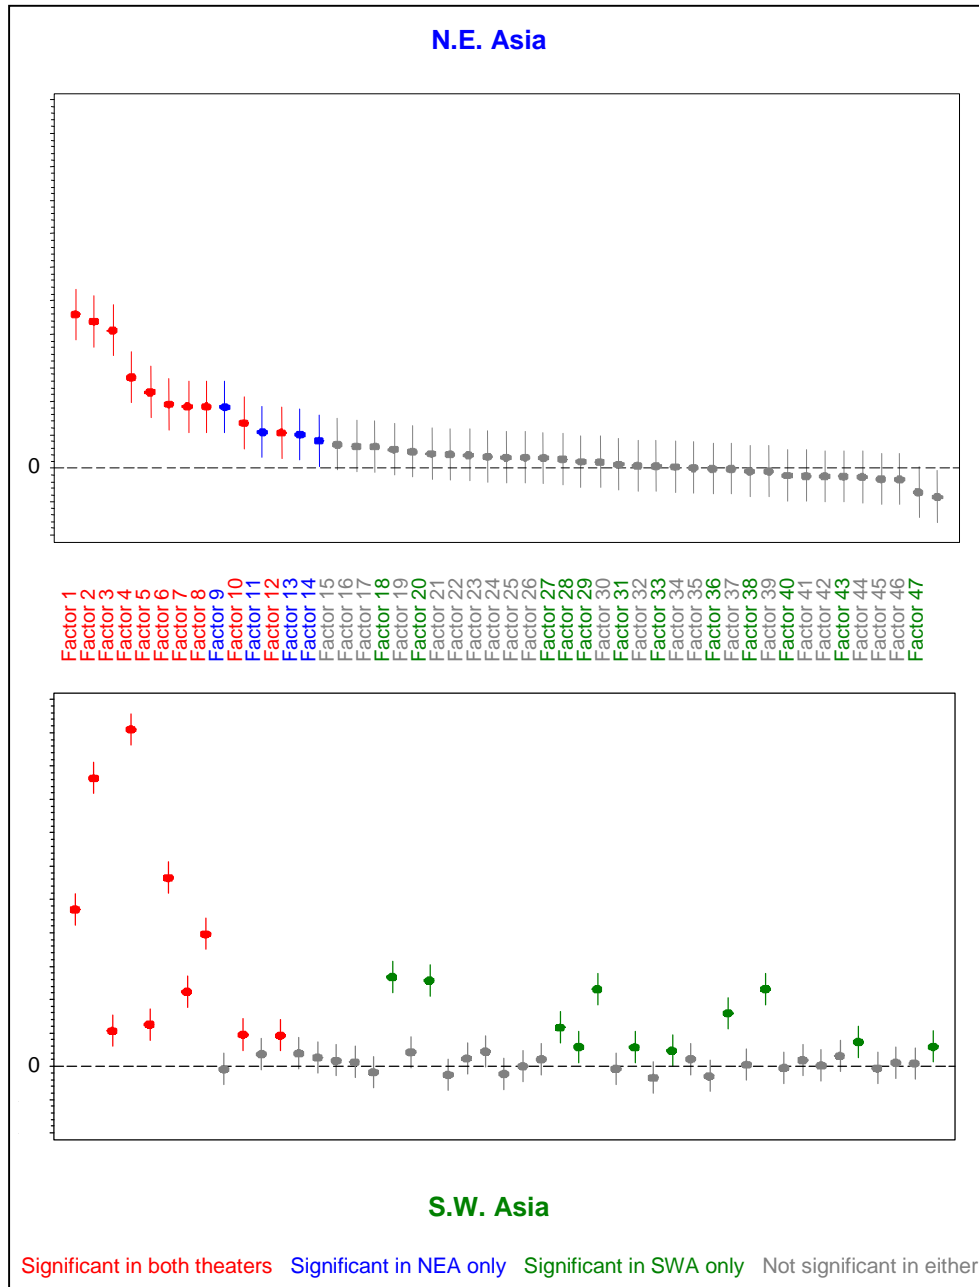 N.E. Asia
0
Factor 1
Factor 2
Factor 3
Factor 4
Factor 5
Factor 6
Factor 7
Factor 8
Factor 9
Factor 10
Factor 11
Factor 12
Factor 13
Factor 14
Factor 15
Factor 16
Factor 17
Factor 18
Factor 19
Factor 20
Factor 21
Factor 22
Factor 23
Factor 24
Factor 25
Factor 26
Factor 27
Factor 28
Factor 29
Factor 30
Factor 31
Factor 32
Factor 33
Factor 34
Factor 35
Factor 36
Factor 37
Factor 38
Factor 39
Factor 40
Factor 41
Factor 42
Factor 43
Factor 44
Factor 45
Factor 46
Factor 47
0
S.W. Asia
Significant in both theaters Significant in NEA only Significant in SWA only Not significant in either